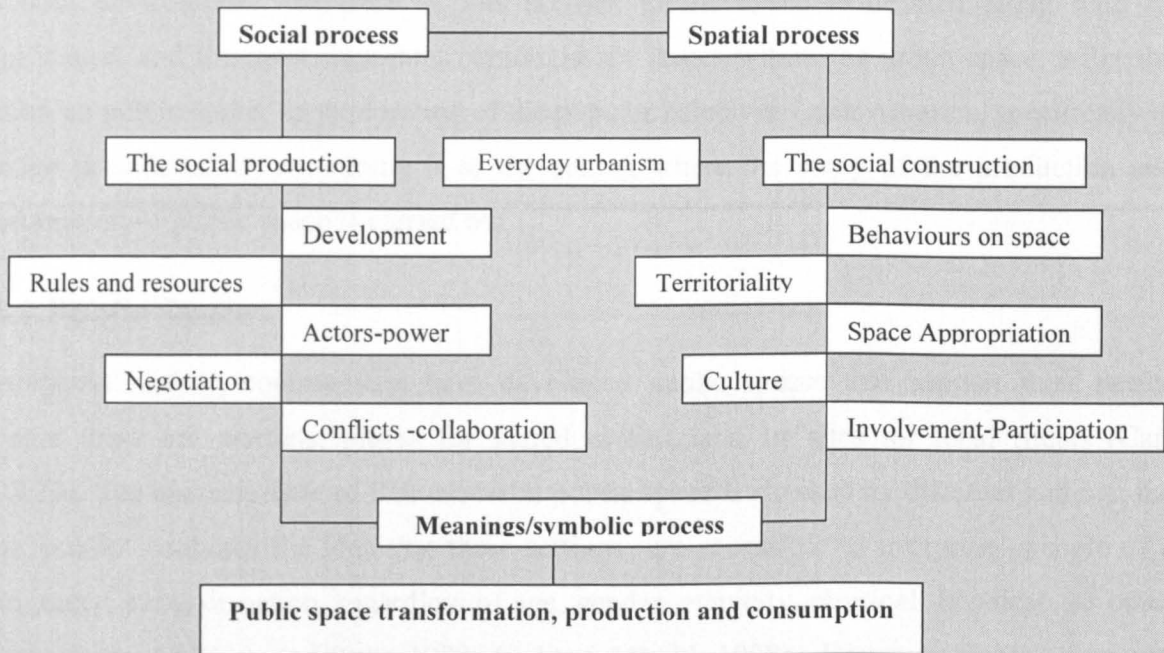 Social process
Spatial process
The social production
Everyday urbanism
The social construction
Development
Behaviours on space
Rules and resources
Territoriality
Actors-power
Space Appropriation
Negotiation
Culture
Conflicts -collaboration
Involvement-Participation
Meanings/symbolic process
Public space transformation, production and consumption